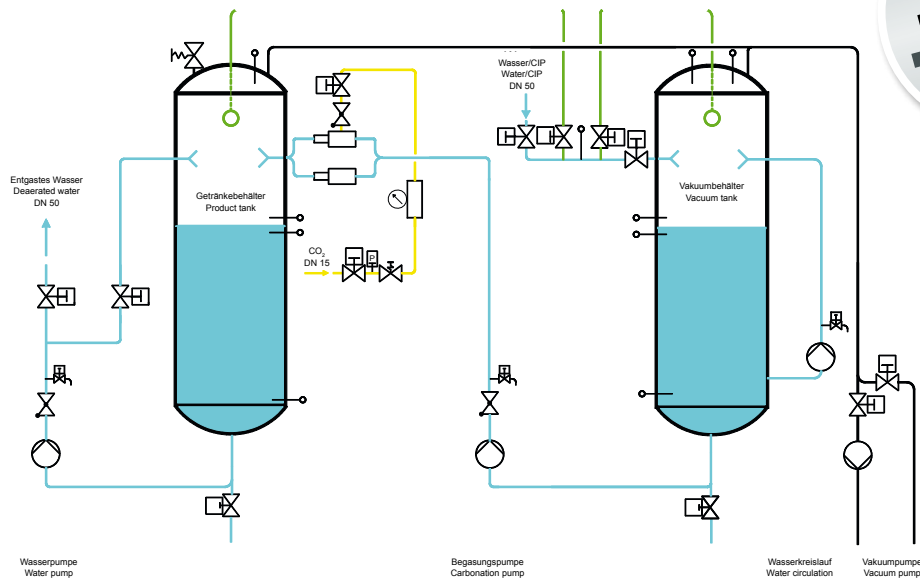 Wasser/CIP
Water/CIP
DN 50
Entgastes Wasser
Deaerated water
DN 50
Getränkebehälter
Product tank
Vakuumbehälter
Vacuum tank
CO2
DN 15
P
Wasserpumpe
Water pump
Begasungspumpe
Carbonation pump
Wasserkreislauf
Water circulation
Vakuumpumpe
Vacuum pump